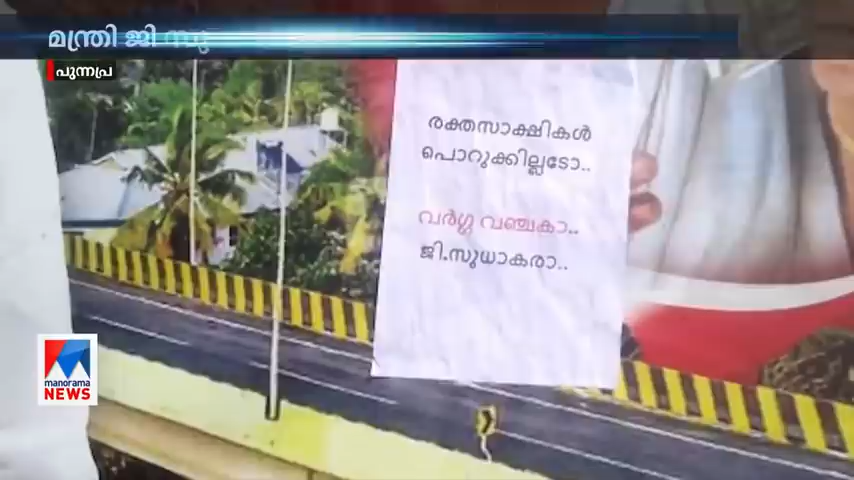 മന്ത്രി ജി സു
പുന്നപ്ര
രക്തസാക്ഷികൾ
പൊറുക്കില്ലടോ..
വർഗ്ഗ വഞ്ചകാ..
ജി.സുധാകരാ..
manorama
NEWS